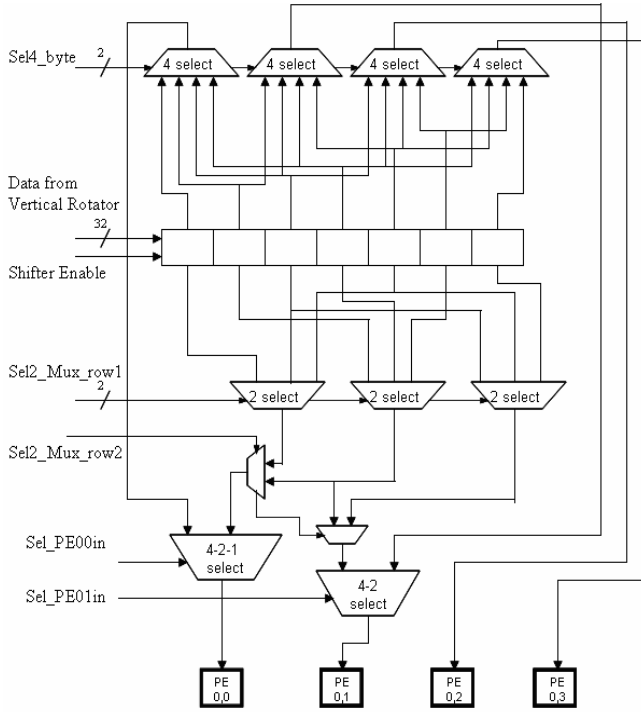 Sel4_byte
2
4 select
4 select
4 select
4 select
Data from
Vertical Rotator
32
Shifter Enable
Sel2_Mux_row1
2
2 select
2 select
2 select
Sel2_Mux_row2
Sel_PE00in
4-2-1
select
Sel_PE01in
4-2
select
PE
0,0
PE
0,1
PE
0,2
PE
0,3